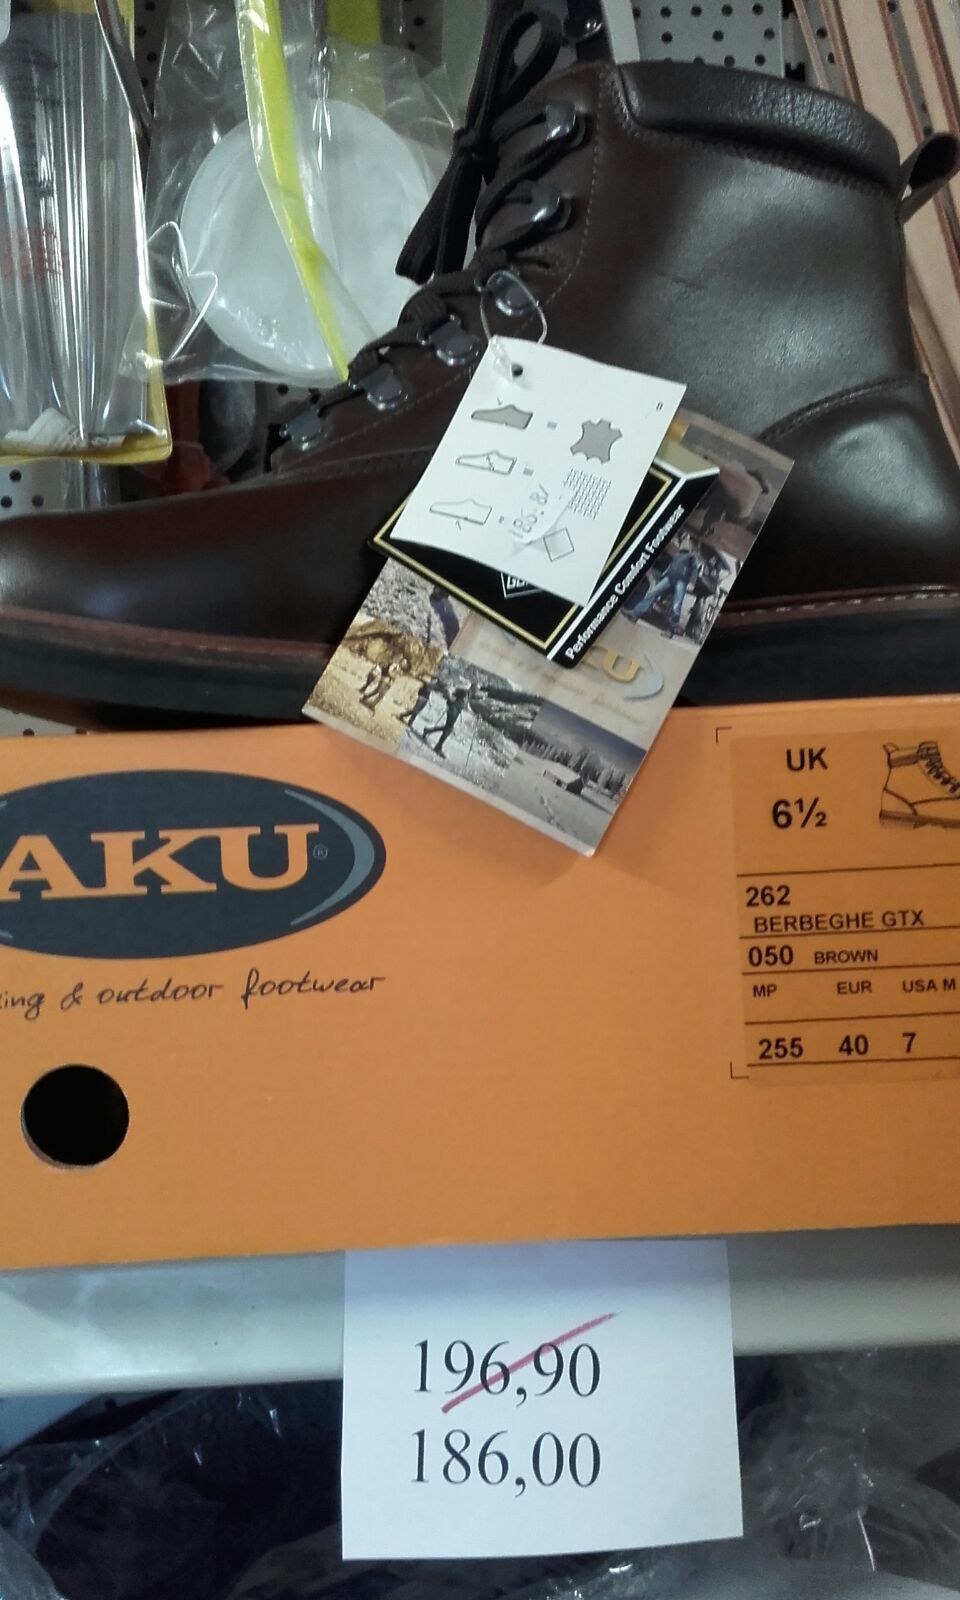 Performance Comfort Footwear
AKU®
& outdoor footwear
UK
6½
262
BERBEGHE GTX
050 BROWN
MP EUR USA M
255 40 7
196,90
186,00